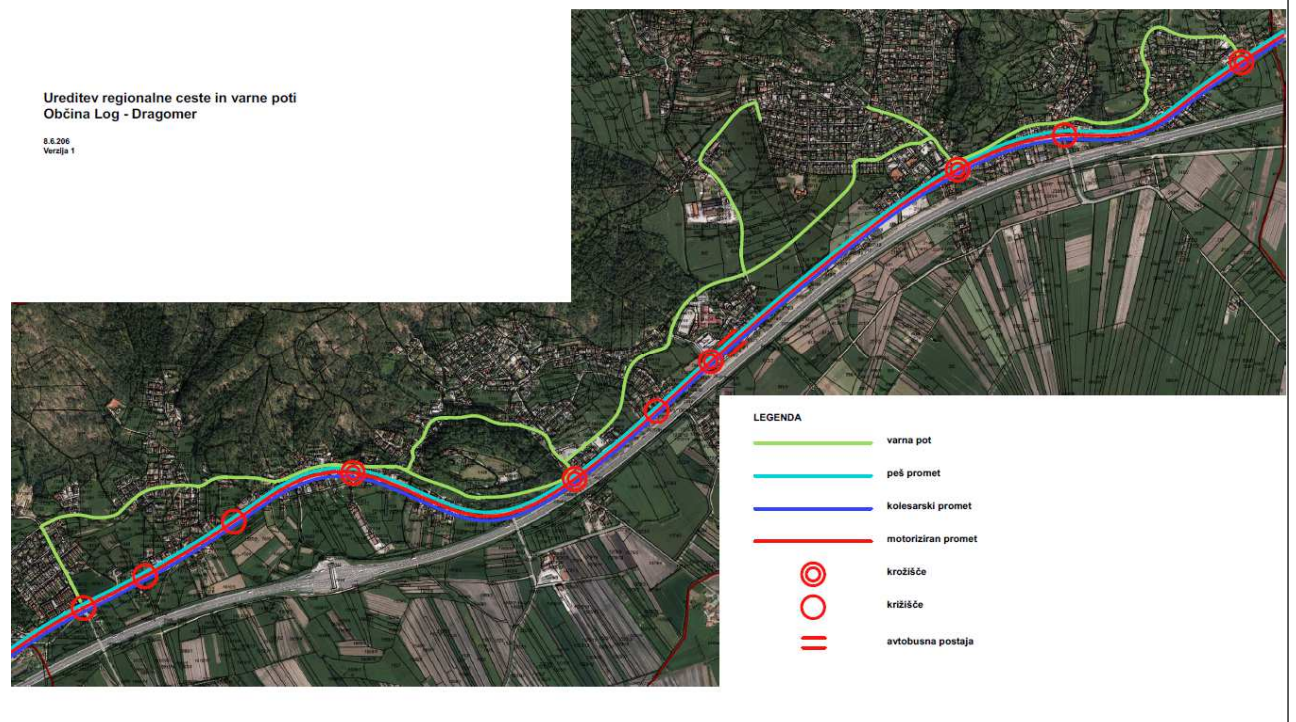 Ureditev regionalne ceste in varne poti
Občina Log - Dragomer
8.6.206
Verzija 1
LEGENDA
varna pot
peš promet
kolesarski promet
motoriziran promet
krožišče
križišče
avtobusna postaja